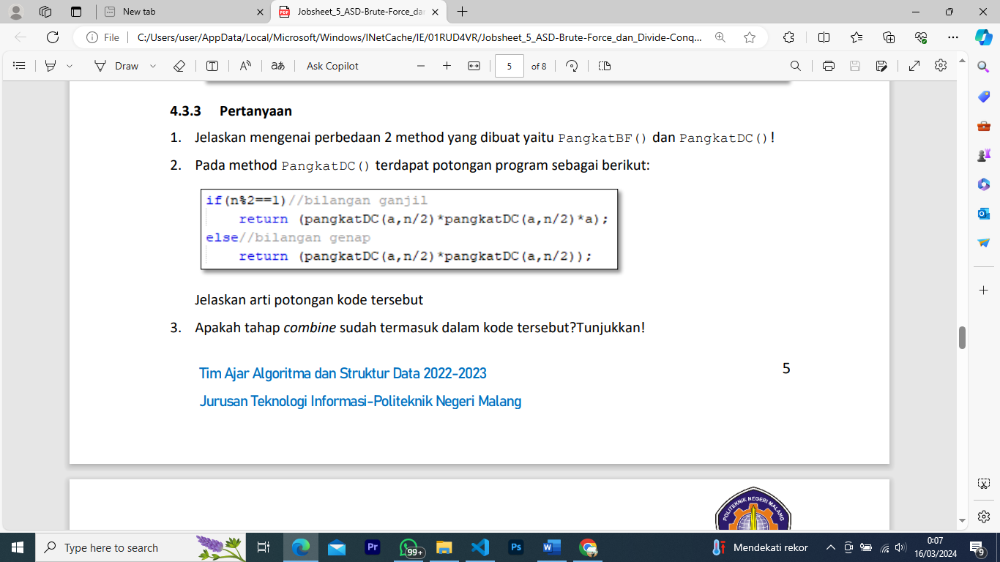 New tab
Jobsheet_5_ASD-Brute-Force_da
File
C:/Users/user/AppData/Local/Microsoft/Windows/INetCache/IE/01RUD4VR/Jobsheet_5_ASD-Brute-Force_dan_Divide-Conq...
Draw
Ask Copilot
5
of 8
4.3.3 Pertanyaan
1. Jelaskan mengenai perbedaan 2 method yang dibuat yaitu PangkatBF() dan PangkatDC()!
2. Pada method PangkatDC() terdapat potongan program sebagai berikut:
if(n%2==1)//bilangan ganjil
return (pangkatDC(a,n/2)*pangkatDC(a,n/2)*a);
else//bilangan genap
return (pangkatDC(a,n/2)*pangkatDC(a,n/2));
Jelaskan arti potongan kode tersebut
3. Apakah tahap combine sudah termasuk dalam kode tersebut?Tunjukkan!
Tim Ajar Algoritma dan Struktur Data 2022-2023
5
Jurusan Teknologi Informasi-Politeknik Negeri Malang
POLITEKNIK NEGERI MALANG
Type here to search
Pr
99+
Ps
Mendekati rekor
0:07
16/03/2024
9